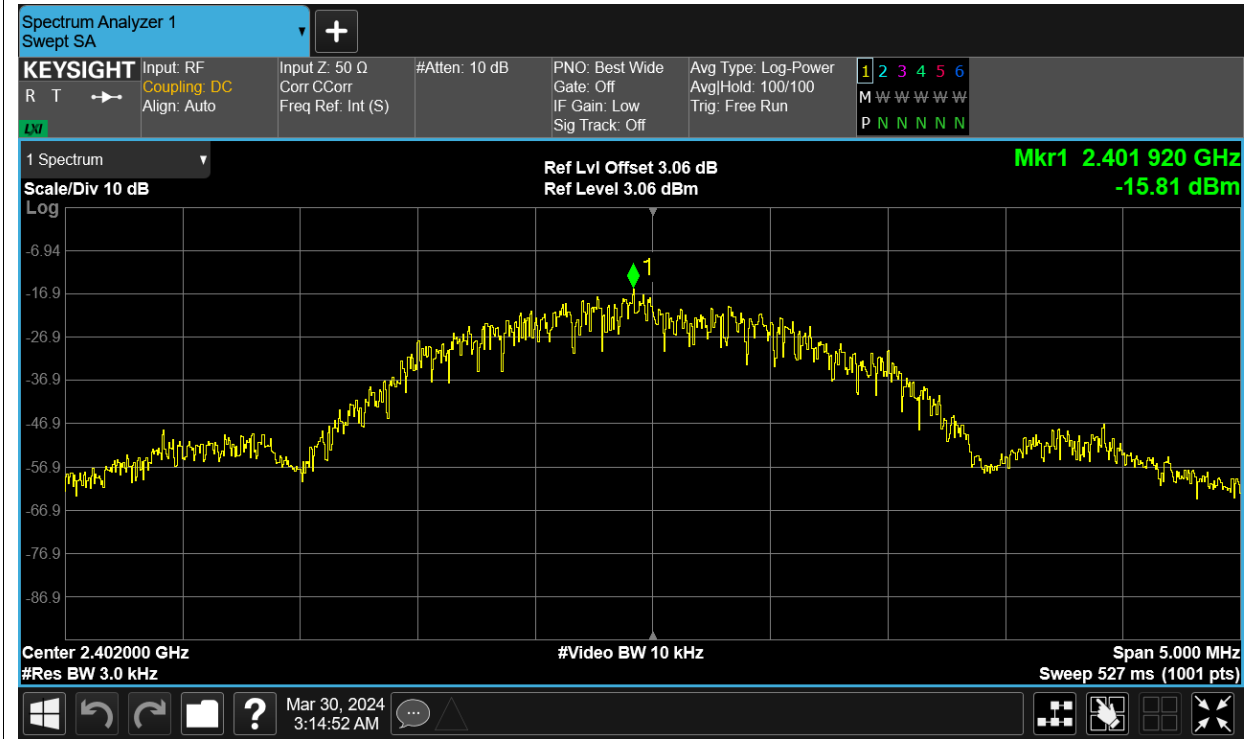 Spectrum Analyzer 1
Swept SA
KEYSIGHT
R T
LXI
Input: RF
Coupling: DC
Align: Auto
Input Z: 50 Ω
Corr CCorr
Freq Ref: Int (S)
#Atten: 10 dB
PNO: Best Wide
Gate: Off
IF Gain: Low
Sig Track: Off
Avg Type: Log-Power
Avg|Hold: 100/100
Trig: Free Run
1 2 3 4 5 6
M W W W W W
P N N N N N
1 Spectrum
Scale/Div 10 dB
Log
Ref Lvl Offset 3.06 dB
Ref Level 3.06 dBm
Mkr1 2.401 920 GHz
-15.81 dBm
1
-6.94
-16.9
-26.9
-36.9
-46.9
-56.9
-66.9
-76.9
-86.9
Center 2.402000 GHz
#Video BW 10 kHz
Span 5.000 MHz
#Res BW 3.0 kHz
Sweep 527 ms (1001 pts)
?
Mar 30, 2024
3:14:52 AM